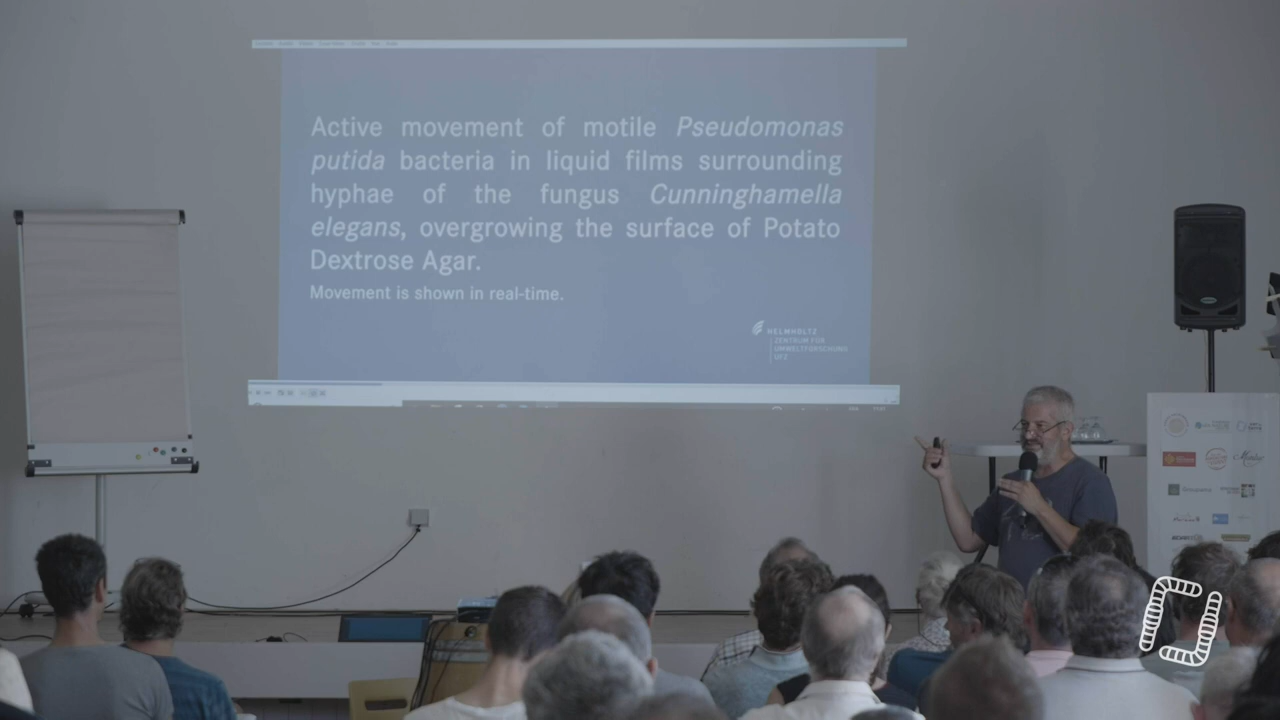 Active movement of motile Pseudomonas
putida bacteria in liquid films surrounding
hyphae of the fungus Cunninghamella
elegans, overgrowing the surface of Potato
Dextrose Agar.
Movement is shown in real-time.
HELMHOLTZ
ZENTRUM FÜR
UMWELTFORSCHUNG
UFZ